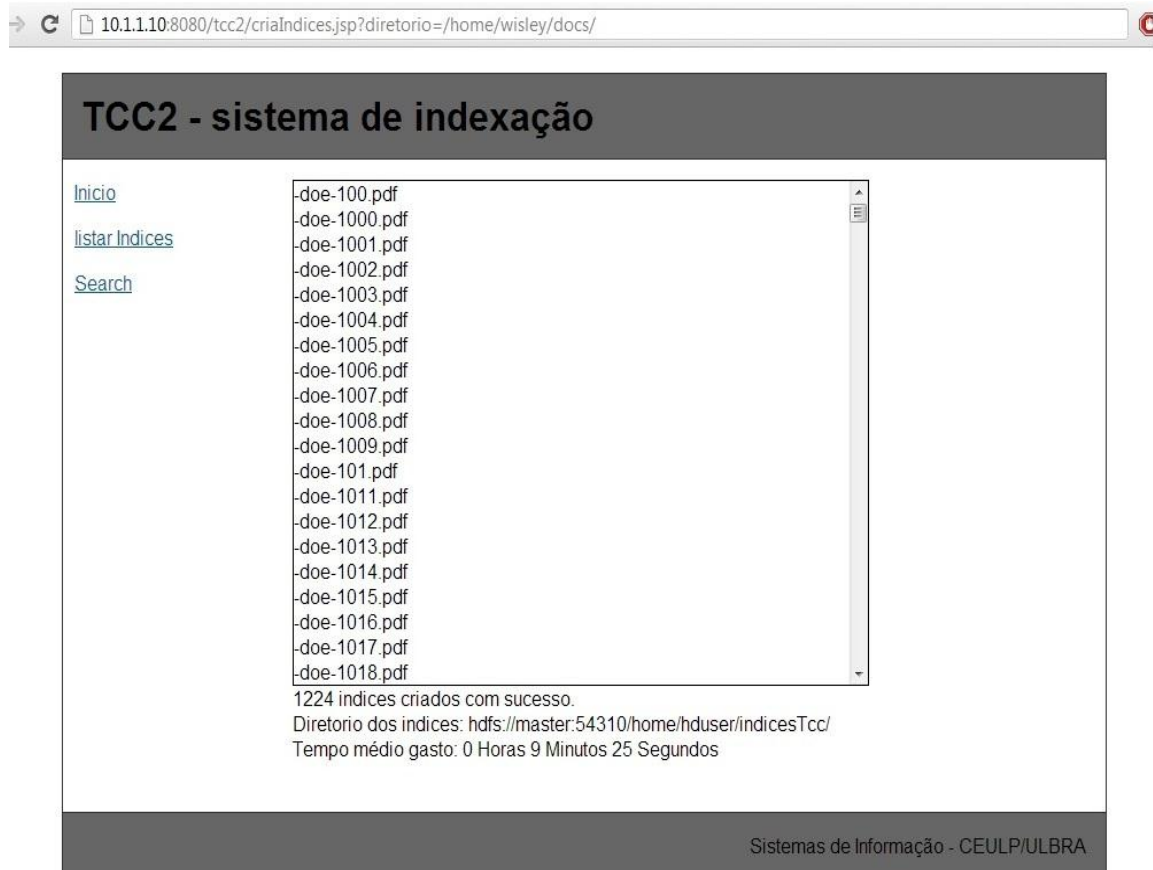 10.1.1.10:8080/tcc2/criaIndices.jsp?diretorio=/home/wisley/docs/
TCC2 - sistema de indexação
Inicio
listar Indices
Search
-doe-100.pdf
-doe-1000.pdf
-doe-1001.pdf
-doe-1002.pdf
-doe-1003.pdf
-doe-1004.pdf
-doe-1005.pdf
-doe-1006.pdf
-doe-1007.pdf
-doe-1008.pdf
-doe-1009.pdf
-doe-101.pdf
-doe-1011.pdf
-doe-1012.pdf
-doe-1013.pdf
-doe-1014.pdf
-doe-1015.pdf
-doe-1016.pdf
-doe-1017.pdf
-doe-1018.pdf
1224 indices criados com sucesso.
Diretorio dos indices: hdfs://master:54310/home/hduser/indicesTcc/
Tempo médio gasto: 0 Horas 9 Minutos 25 Segundos
Sistemas de Informação - CEULP/ULBRA